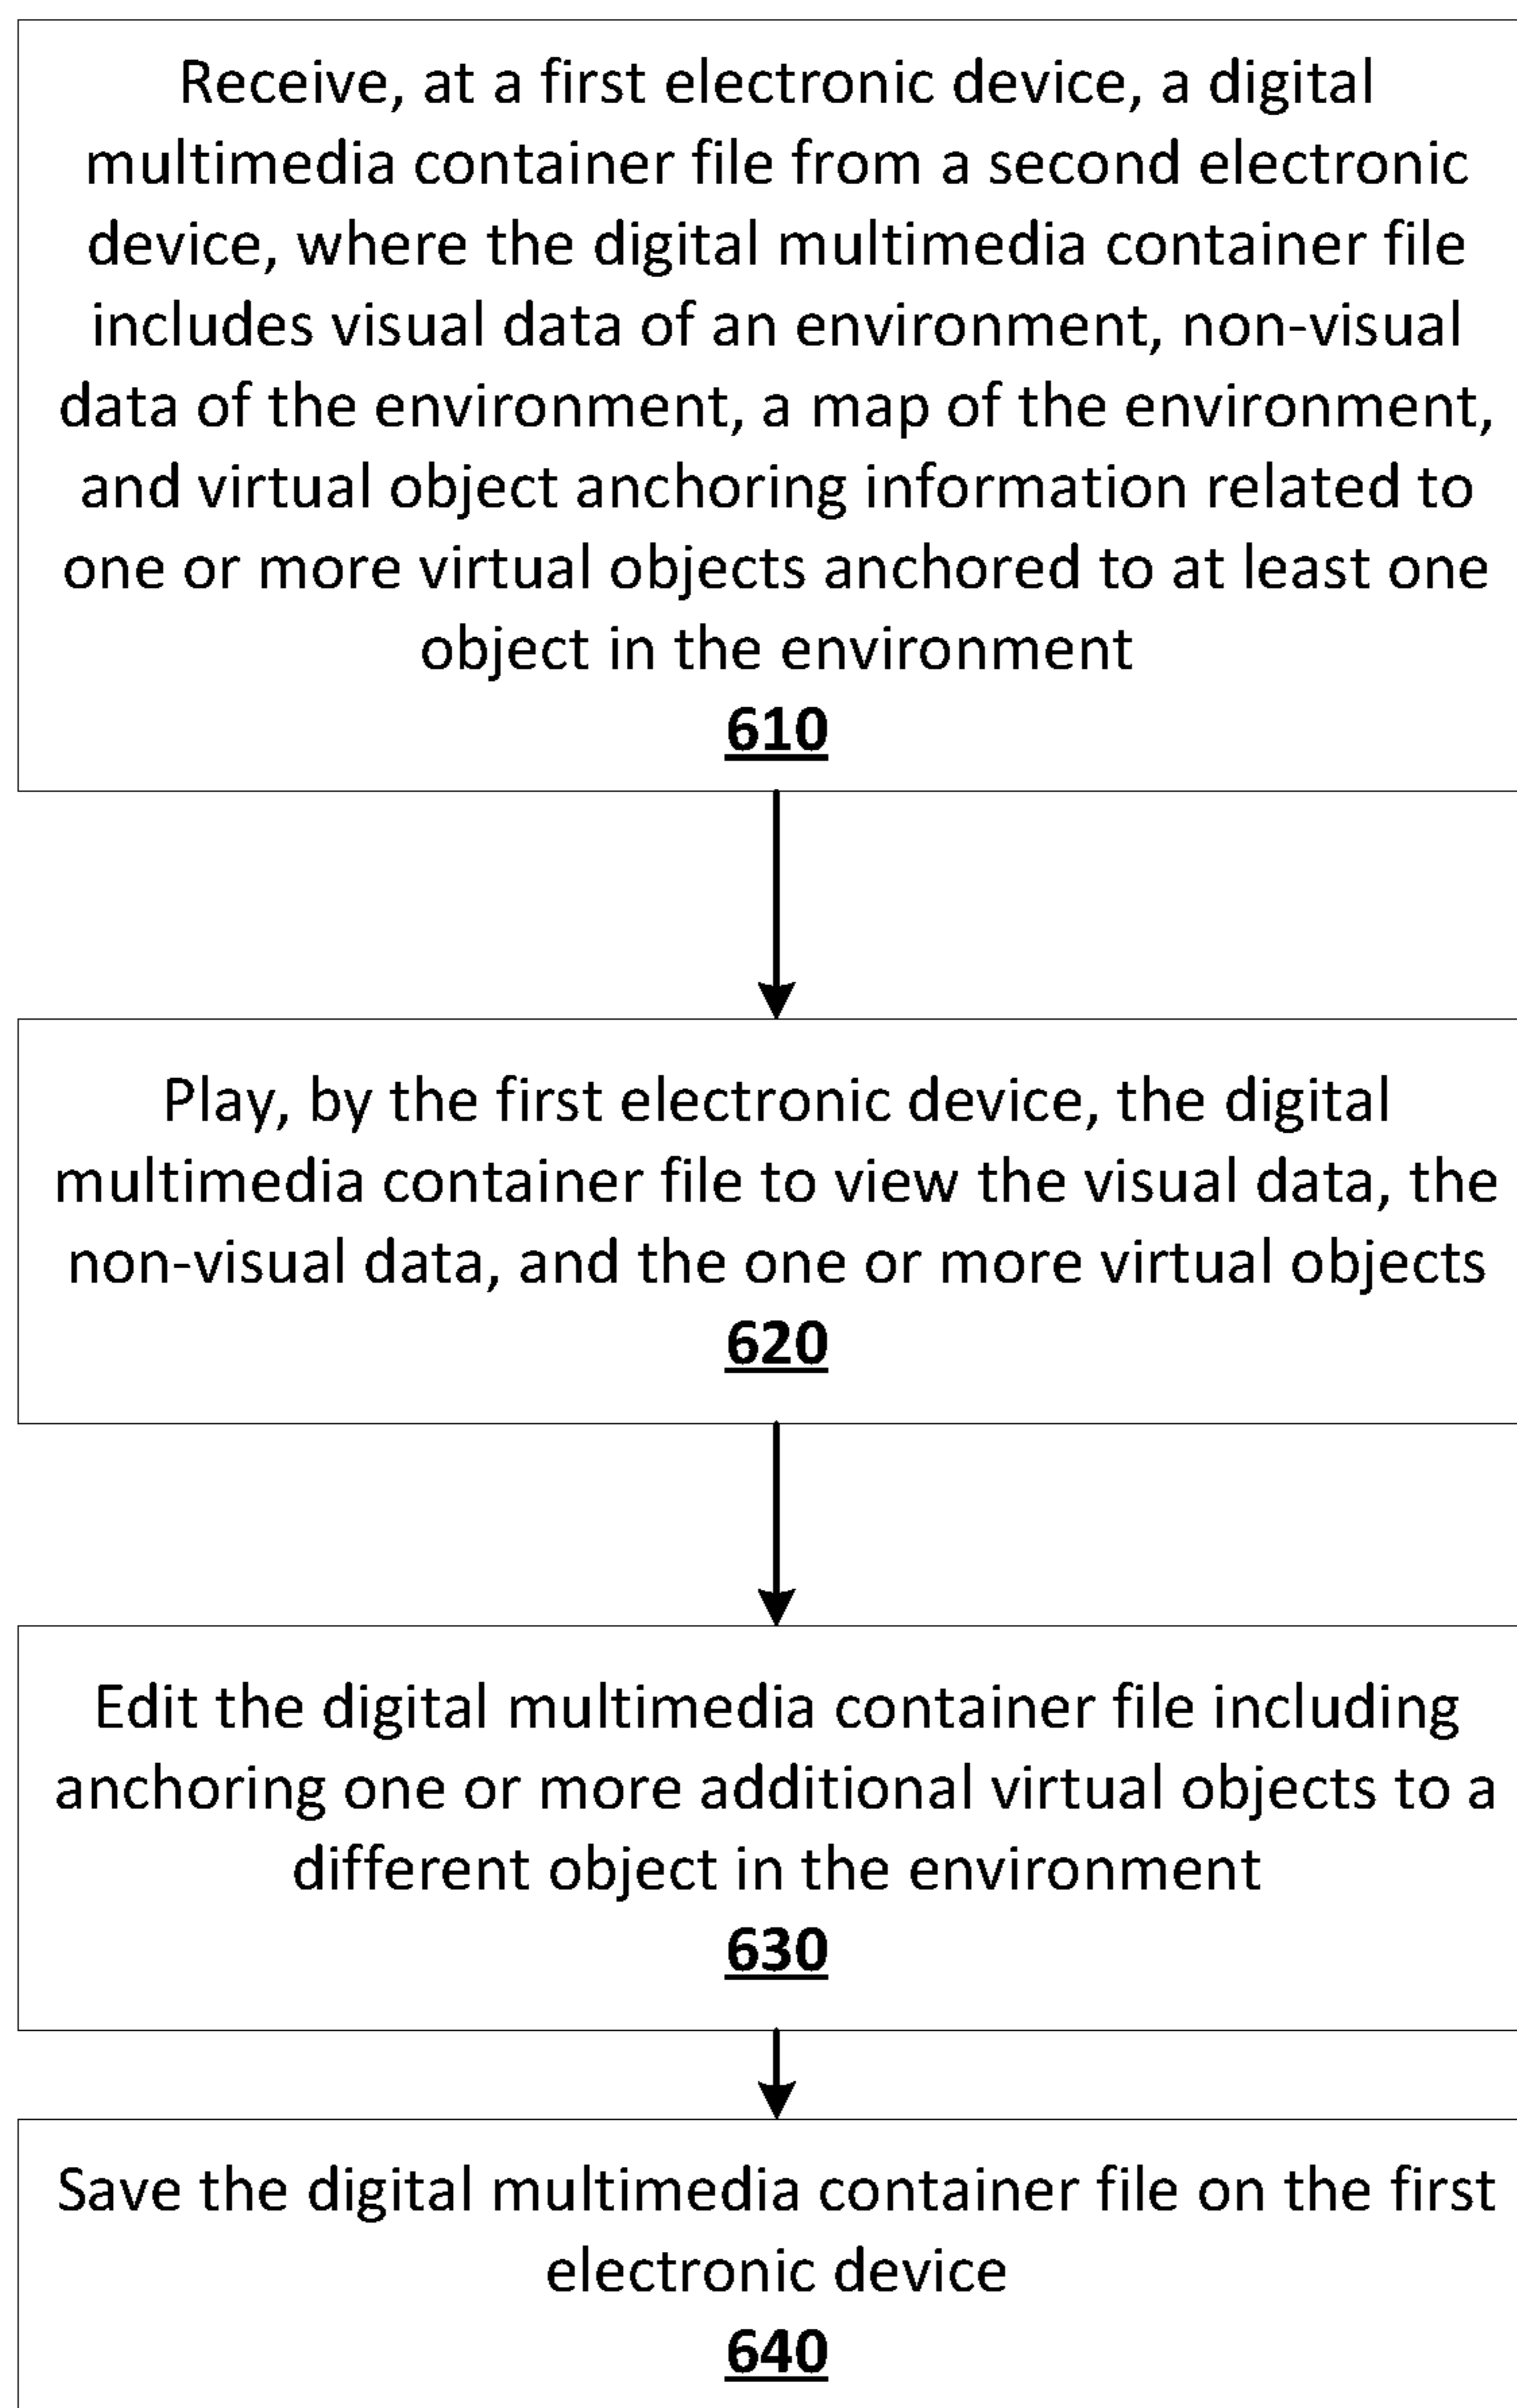 Receive, at a first electronic device, a digital
multimedia container file from a second electronic
device, where the digital multimedia container file
includes visual data of an environment, non-visual
data of the environment, a map of the environment,
and virtual object anchoring information related to
one or more virtual objects anchored to at least one
object in the environment
610
Play, by the first electronic device, the digital
multimedia container file to view the visual data, the
non-visual data, and the one or more virtual objects
620
Edit the digital multimedia container file including
anchoring one or more additional virtual objects to a
different object in the environment
630
Save the digital multimedia container file on the first
electronic device
640